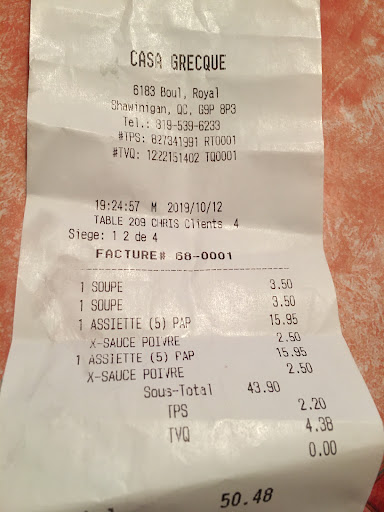 CASA GRECQUE
6183 Boul, Royal
Shawinigan, QC, G9P 8P3
Tel.: 819-539-6233
#TPS: 827341991 RT0001
#TVQ: 1222151402 TQ0001
19:24:57 M 2019/10/12
TABLE 209 CHRIS Clients 4
Siege: 1 2 de 4
FACTURE# 68-0001
1 SOUPE 3.50
1 SOUPE 3.50
1 ASSIETTE (5) PAP 15.95
X-SAUCE POIVRE 2.50
1 ASSIETTE (5) PAP 15.95
X-SAUCE POIVRE 2.50
Sous-Total 43.90
TPS 2.20
TVQ 4.38
0.00
50.48